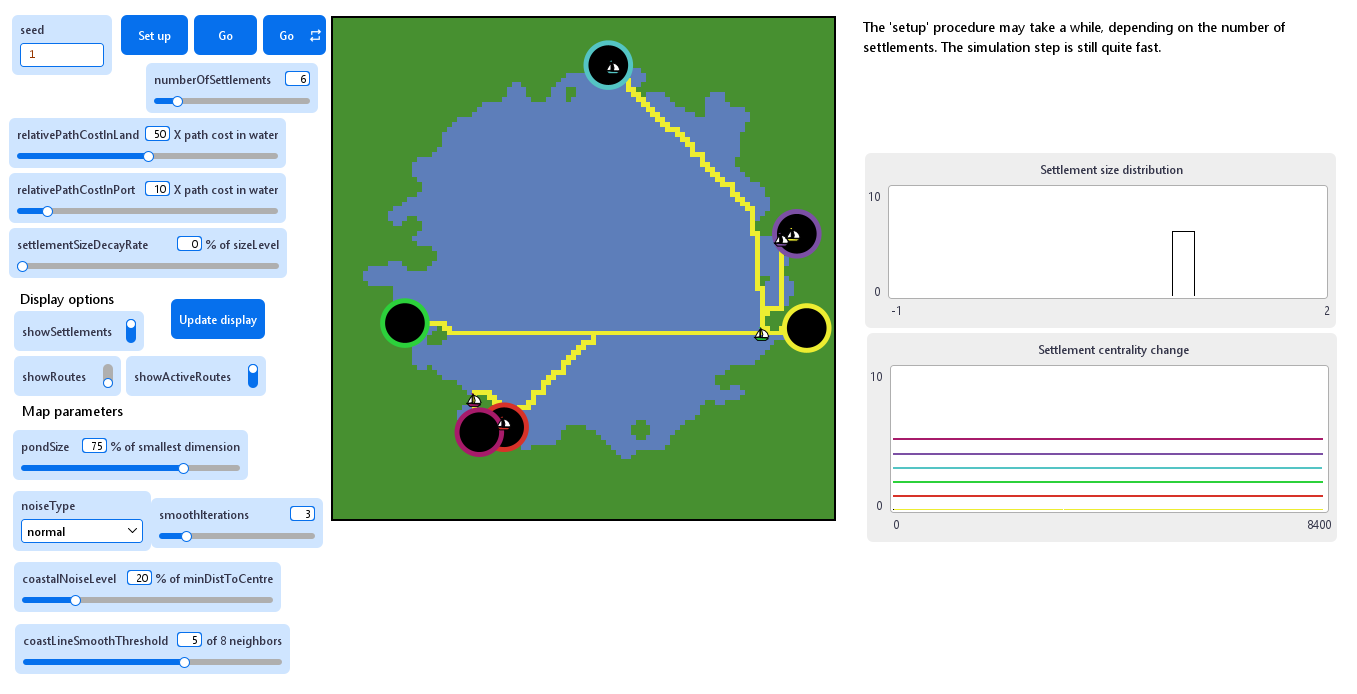 seed
1
Set up
Go
Go
numberOfSettlements 6
relativePathCostInLand 50 X path cost in water
relativePathCostInPort 10 X path cost in water
settlementSizeDecayRate 0 % of sizeLevel
Display options
showSettlements
Update display
showRoutes
showActiveRoutes
Map parameters
pondSize 75 % of smallest dimension
noiseType
normal
smoothIterations 3
coastalNoiseLevel 20 % of minDistToCentre
coastLineSmoothThreshold 5 of 8 neighbors
The 'setup' procedure may take a while, depending on the number of
settlements. The simulation step is still quite fast.
Settlement size distribution
10
0
-1
2
Settlement centrality change
10
0
0
8400